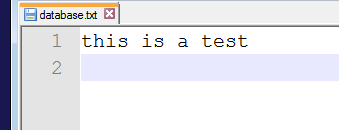 database.txt
1 this is a test
2